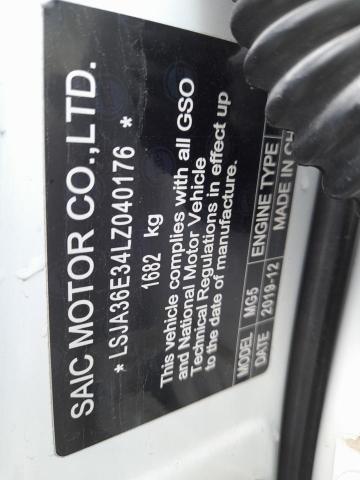 SAIC MOTOR CO.,LTD.
* LSJA36E34LZ040176 *
1682 kg
This vehicle complies with all GSO
and National Motor Vehicle
Technical Regulations in effect up
to the date of manufacture.
MODEL MG5 ENGINE TYPE
DATE 2019-12 MADE IN CH